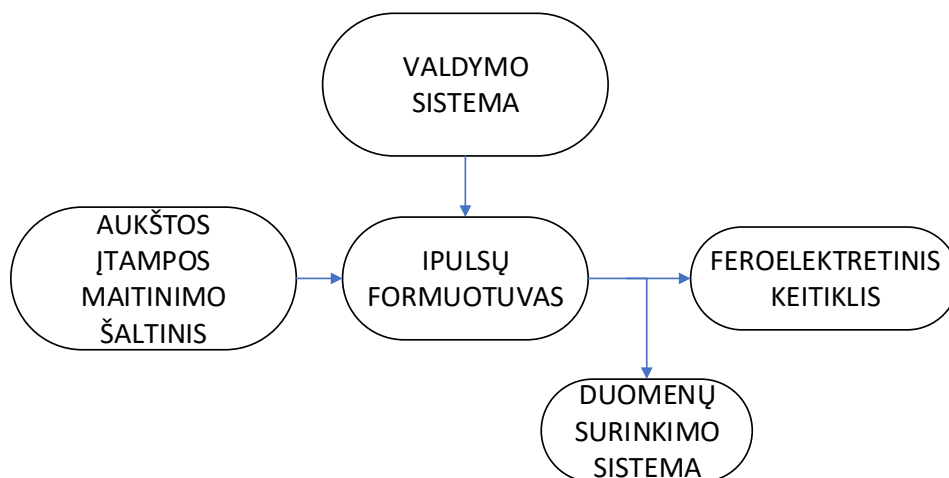 VALDYMO
SISTEMA
AUKŠTOS
ĮTAMPOS
MAITINIMO
ŠALTINIS
IPULSŲ
FORMUOTUVAS
FEROELEKTRETINIS
KEITIKLIS
DUOMENŲ
SURINKIMO
SISTEMA